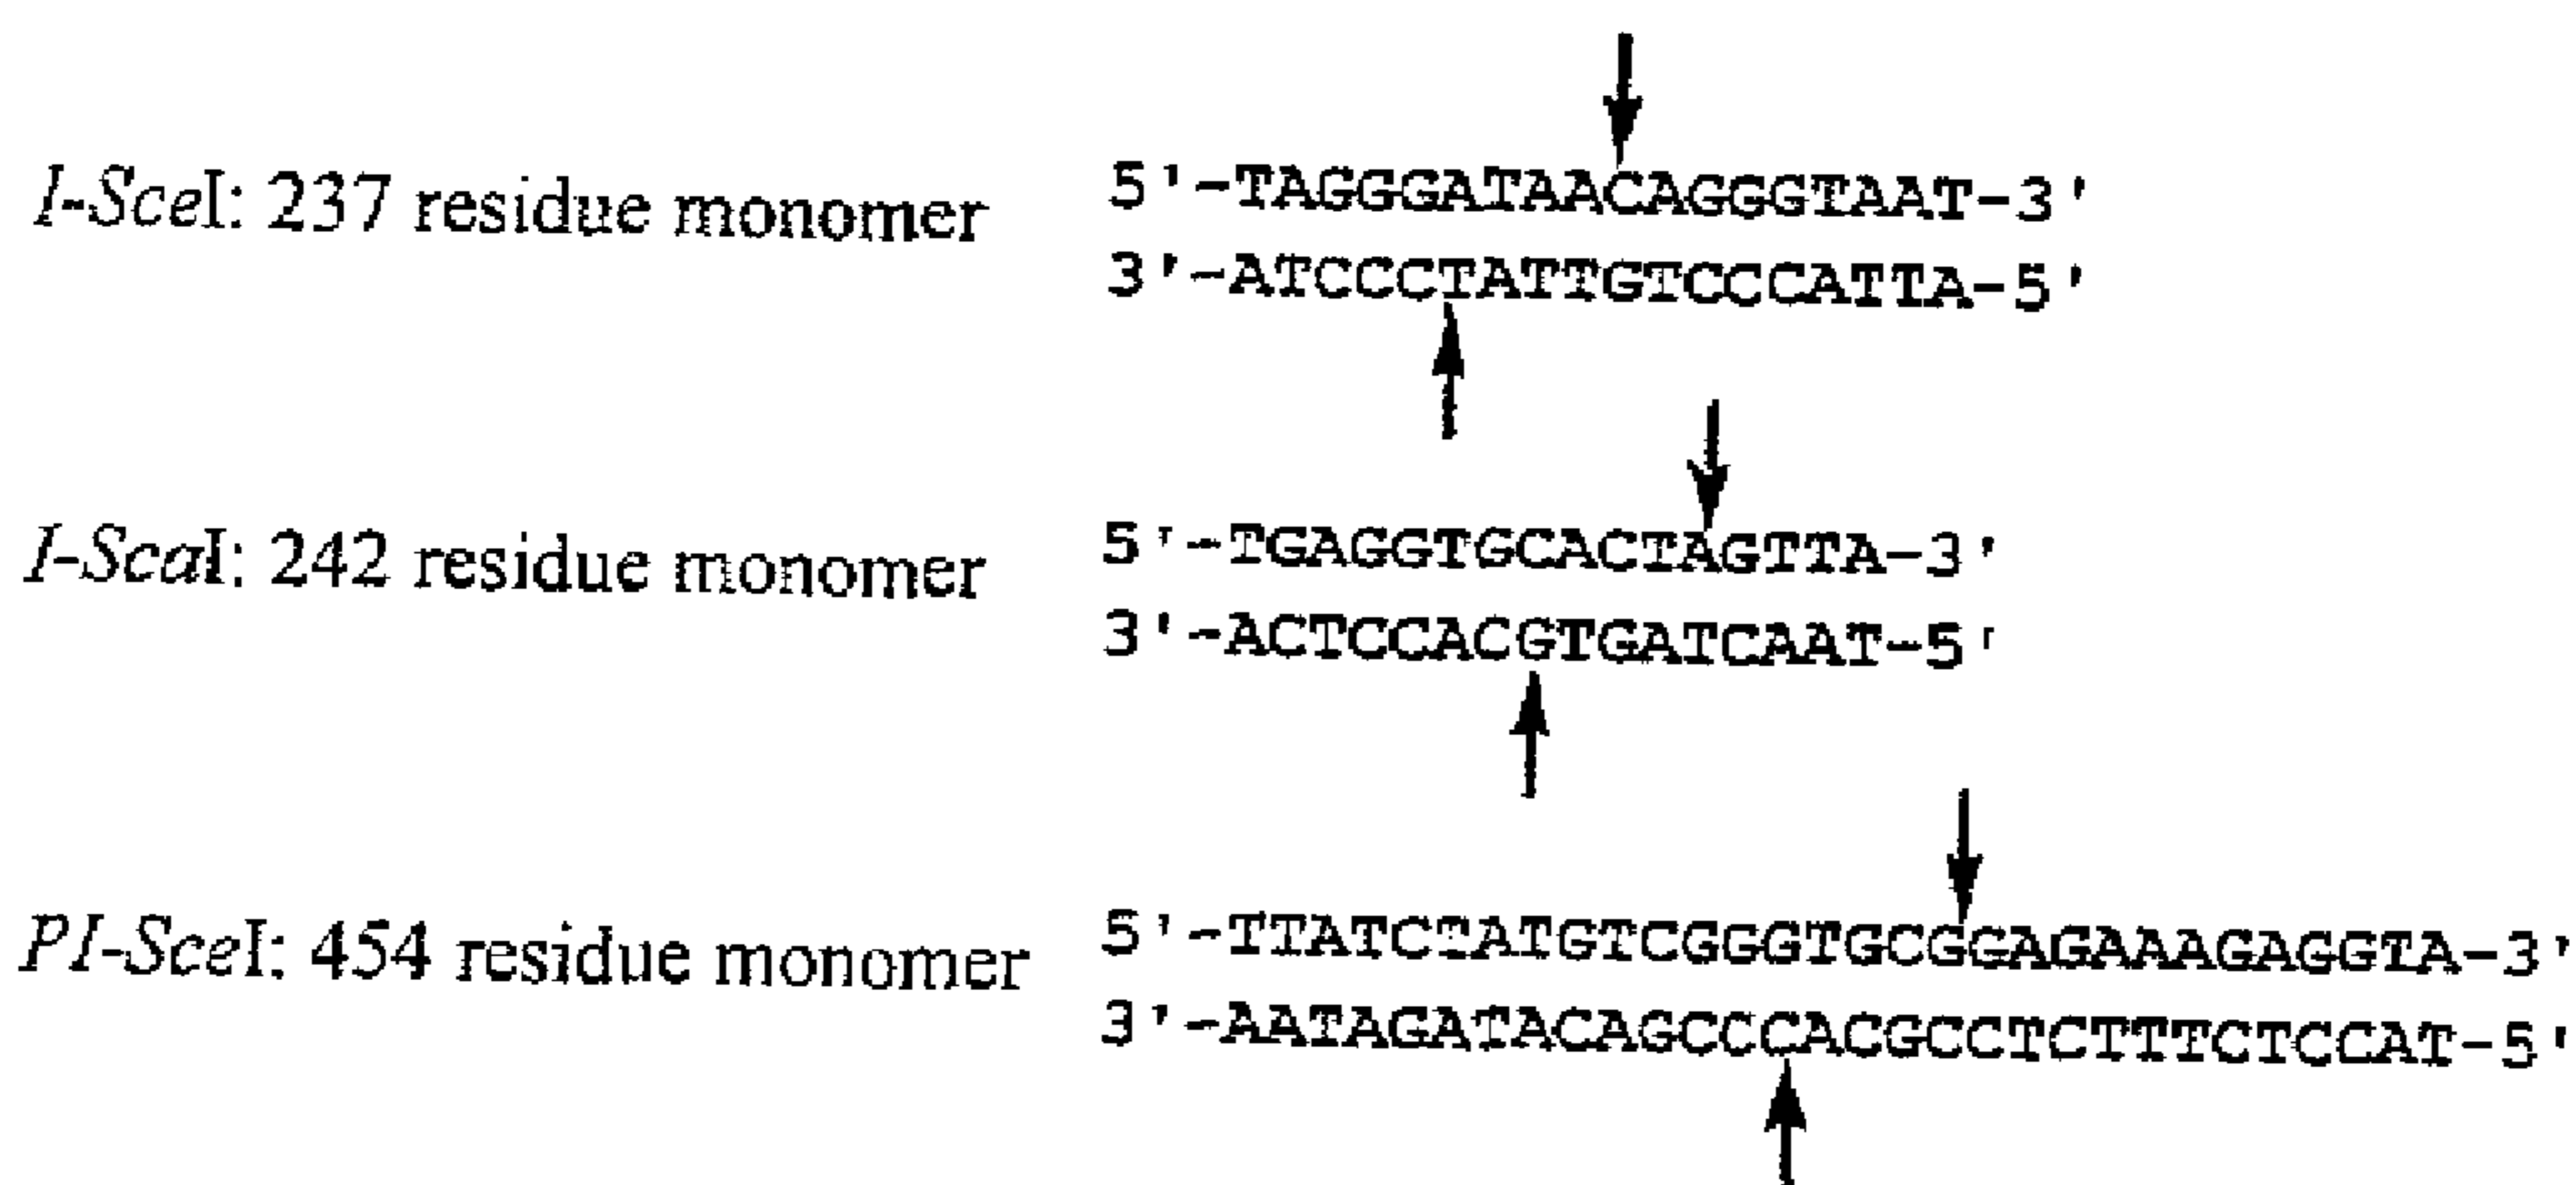 I-SceI: 237 residue monomer 5'-TAGGGATAACAGGGTAAT-3'
3'-ATCCCTATTGTCCCATTA-5'
I-ScaI: 242 residue monomer 5'-TGAGGTGCACTAGTTA-3'
3'-ACTCCACGTGATCAAT-5'
PI-SceI: 454 residue monomer 5'-TTATCTATGTCGGGTGCGGAGAAAGAGGTA-3'
3'-AATAGATACAGCCCACGCCTCTTTCTCCAT-5'